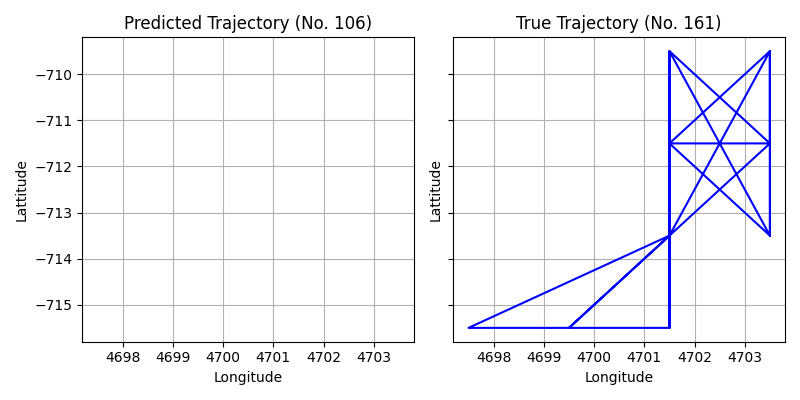 Predicted Trajectory (No. 106)
True Trajectory (No. 161)
Lattitude
−710
−711
−712
−713
−714
−715
4698 4699 4700 4701 4702 4703
Longitude
Lattitude
4698 4699 4700 4701 4702 4703
Longitude